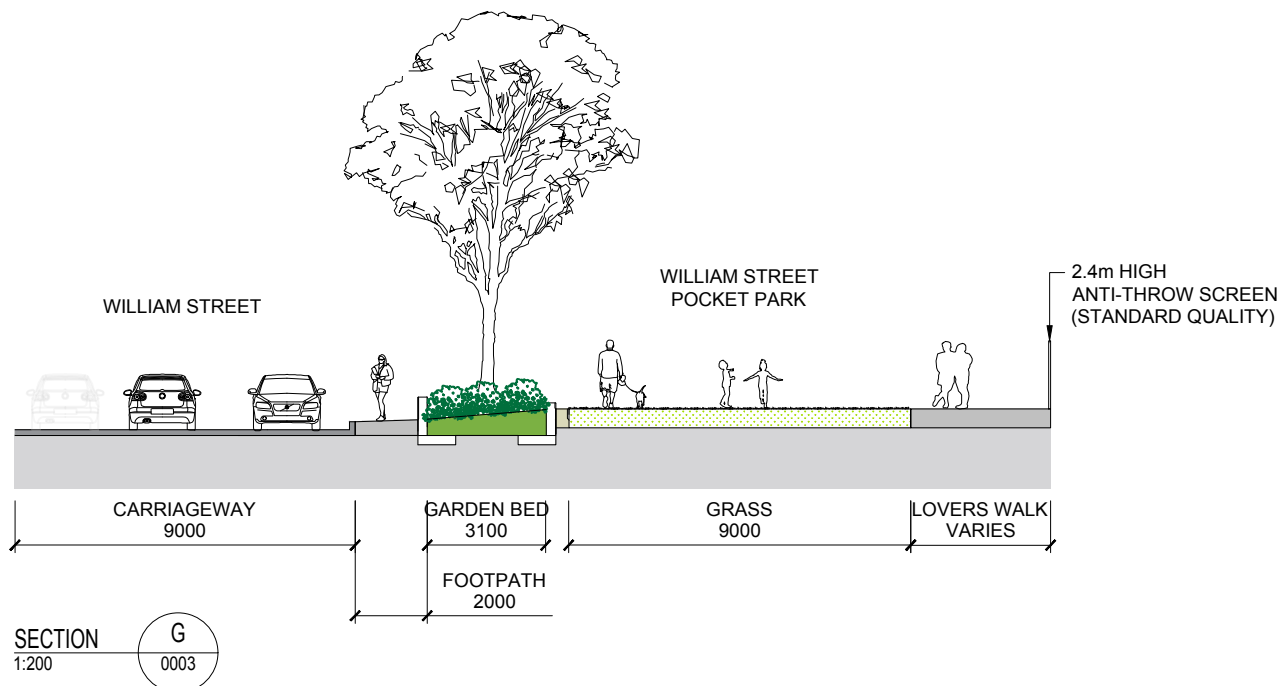 WILLIAM STREET
WILLIAM STREET
POCKET PARK
2.4m HIGH
ANTI-THROW SCREEN
(STANDARD QUALITY)
CARRIAGEWAY
9000
GARDEN BED
3100
GRASS
9000
LOVERS WALK
VARIES
FOOTPATH
2000
SECTION
1:200
G
0003